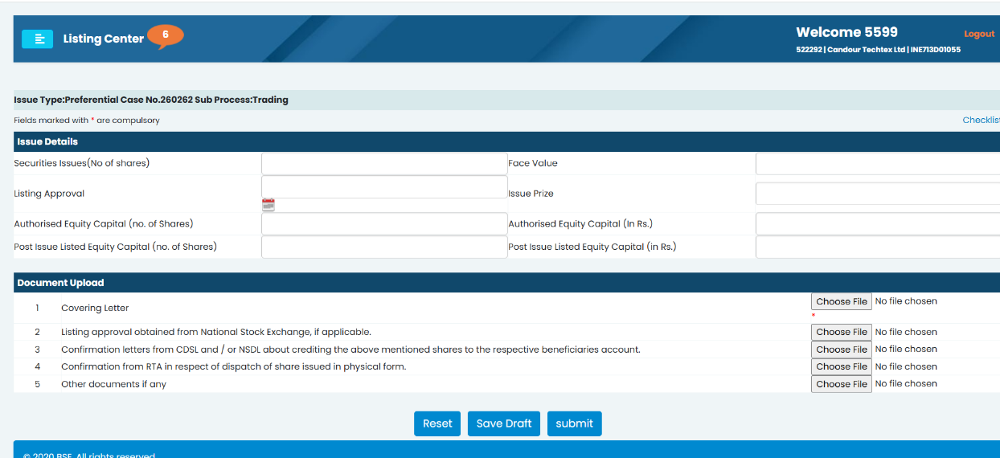 Listing Center 6
Welcome 5599 Logout
522292 | Candour Techtex Ltd | INE713D01055
Issue Type:Preferential Case No.260262 Sub Process:Trading
Fields marked with * are compulsory Checklist
Issue Details
Securities Issues(No of shares) Face Value
Listing Approval Issue Prize
Authorised Equity Capital (no. of Shares) Authorised Equity Capital (In Rs.)
Post Issue Listed Equity Capital (no. of Shares) Post Issue Listed Equity Capital (in Rs.)
Document Upload
1 Covering Letter Choose File No file chosen
*
2 Listing approval obtained from National Stock Exchange, if applicable. Choose File No file chosen
3 Confirmation letters from CDSL and / or NSDL about crediting the above mentioned shares to the respective beneficiaries account. Choose File No file chosen
4 Confirmation from RTA in respect of dispatch of share issued in physical form. Choose File No file chosen
5 Other documents if any Choose File No file chosen
Reset Save Draft submit
© 2020 BSE. All rights reserved